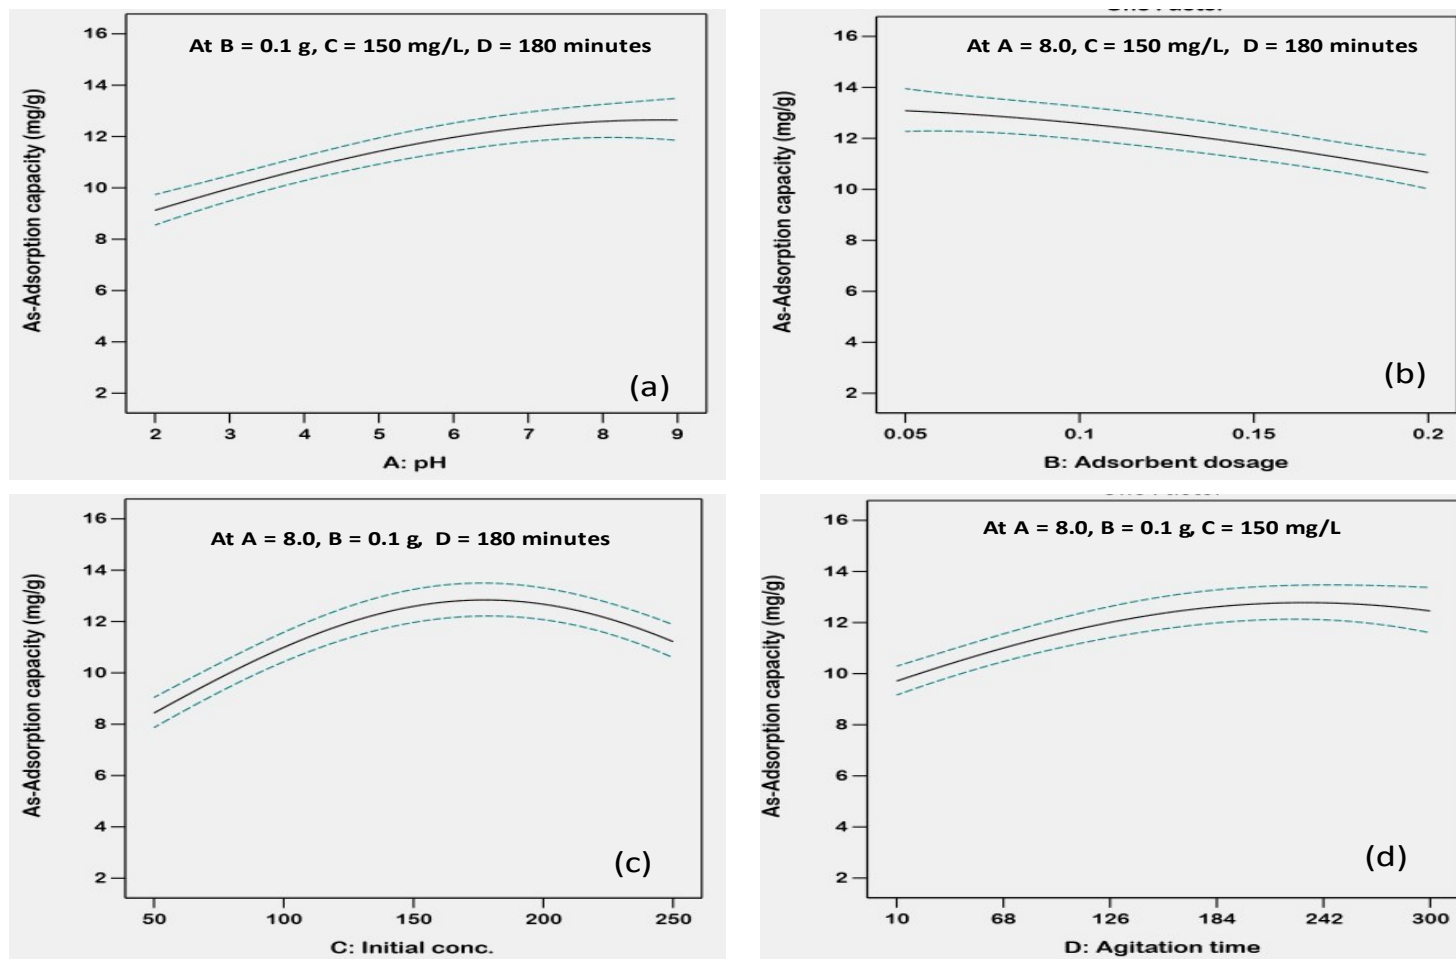 At B = 0.1 g, C = 150 mg/L, D = 180 minutes
As-Adsorption capacity (mg/g)
16
14
12
10
8
6
4
2
(a)
2 3 4 5 6 7 8 9
A: pH
At A = 8.0, C = 150 mg/L, D = 180 minutes
As-Adsorption capacity (mg/g)
16
14
12
10
8
6
4
2
(b)
0.05 0.1 0.15 0.2
B: Adsorbent dosage
At A = 8.0, B = 0.1 g, D = 180 minutes
As-Adsorption capacity (mg/g)
16
14
12
10
8
6
4
2
(c)
50 100 150 200 250
C: Initial conc.
At A = 8.0, B = 0.1 g, C = 150 mg/L
As-Adsorption capacity (mg/g)
16
14
12
10
8
6
4
2
(d)
10 68 126 184 242 300
D: Agitation time